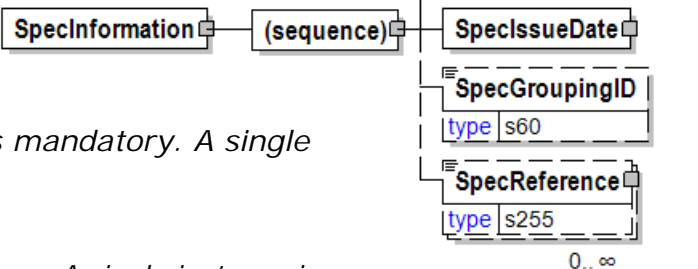 SpecInformation (sequence) SpecIssueDate
SpecGroupingID
type s60
s mandatory. A single
SpecReference
type s255
0..∞